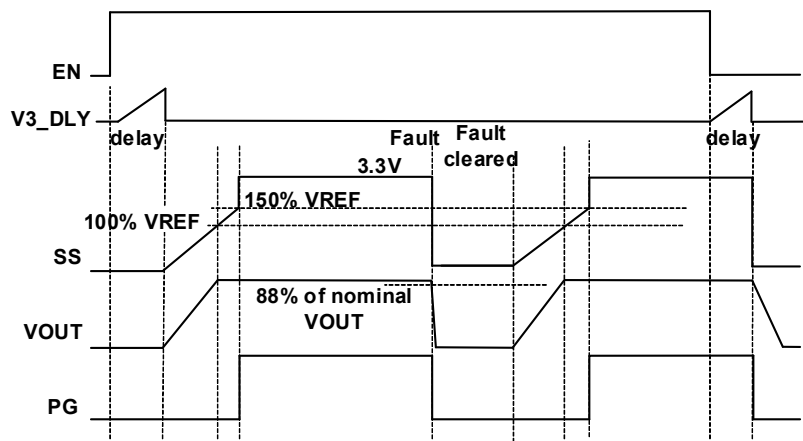 EN
V3_DLY
delay
Fault
Fault
cleared
delay
3.3V
150% VREF
100% VREF
SS
88% of nominal
VOUT
VOUT
PG